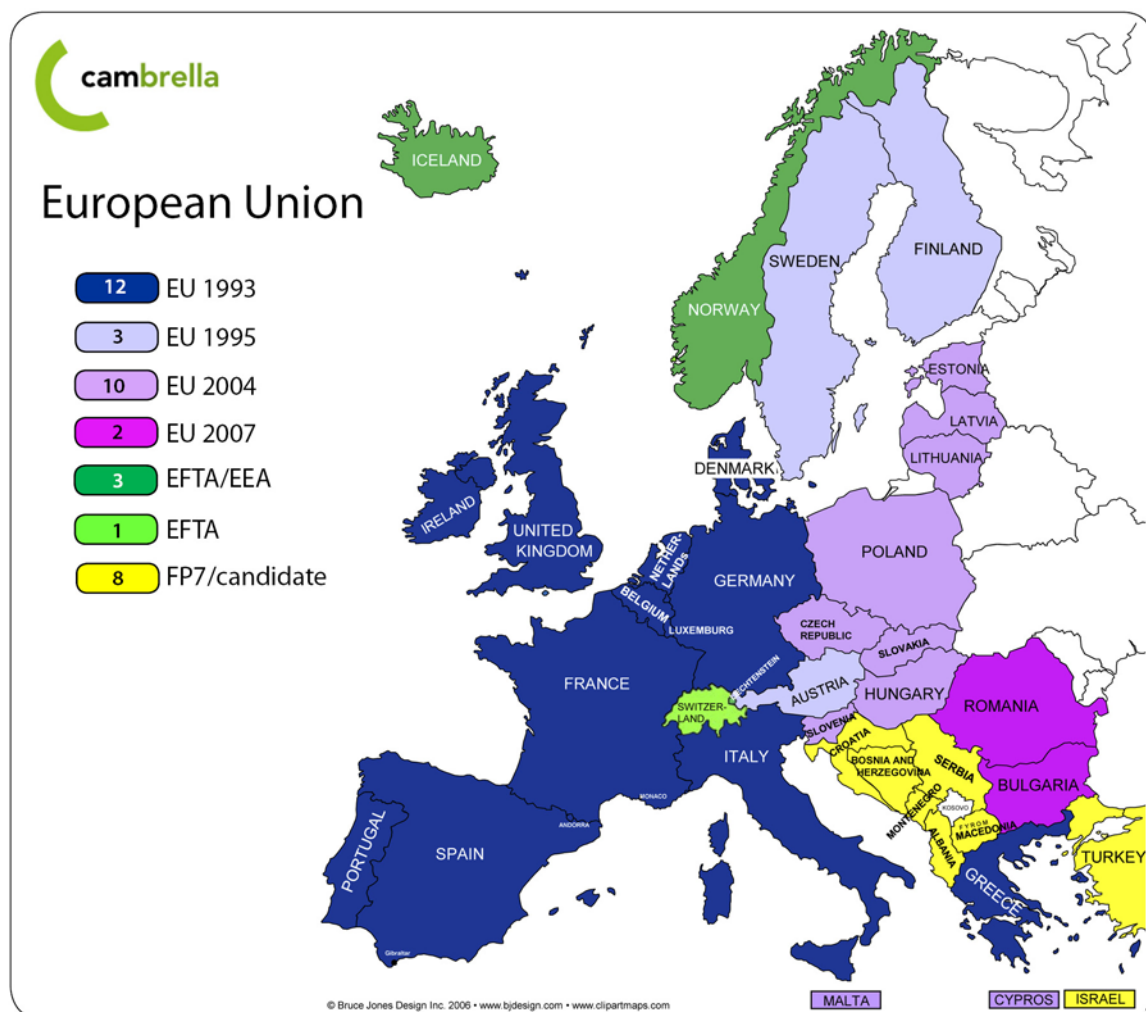 cambrella
European Union
12 EU 1993
3 EU 1995
10 EU 2004
2 EU 2007
3 EFTA/EEA
1 EFTA
8 FP7/candidate
ICELAND
NORWAY
SWEDEN
FINLAND
ESTONIA
LATVIA
LITHUANIA
DENMARK
IRELAND
UNITED
KINGDOM
NETHER-
LANDs
BELGIUM
LUXEMBURG
GERMANY
POLAND
CZECH
REPUBLIC
SLOVAKIA
LIECHTENSTEIN
AUSTRIA
HUNGARY
FRANCE
SWITZER-
LAND
SLOVENIA
ROMANIA
ITALY
CROATIA
BOSNIA AND
HERZEGOVINA
SERBIA
BULGARIA
MONTENEGRO
KOSOVO
MONACO
ANDORRA
FYROM
MACEDONIA
ALBANIA
PORTUGAL
SPAIN
GREECE
TURKEY
Gibraltar
© Bruce Jones Design Inc. 2006 • www.bjdesign.com • www.clipartmaps.com
MALTA
CYPROS
ISRAEL